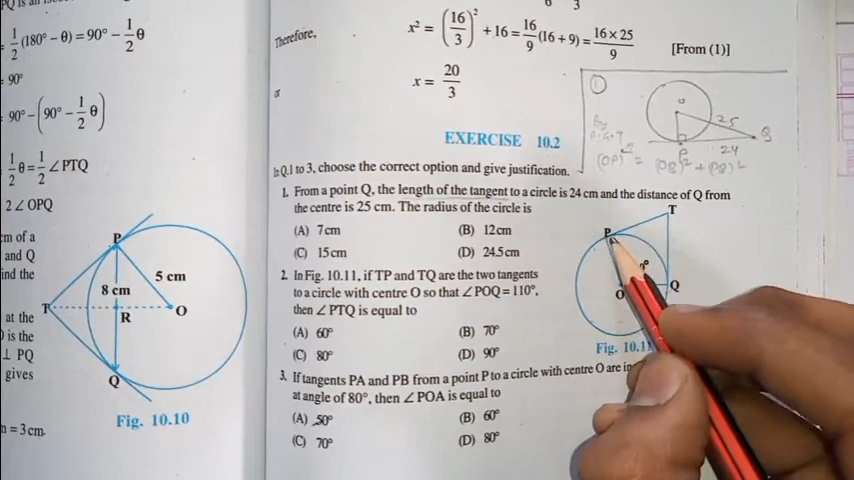 = 1/2 (180° – θ) = 90° – 1/2 θ
= 90°
90° – (90° – 1/2 θ)
1/2 θ = 1/2 ∠PTQ
2 ∠OPQ
cm of a
and Q
ind the
at the
O is the
⊥ PQ
gives
n = 3 cm.
P
5 cm
8 cm
T
R
O
Q
Fig. 10.10
Therefore,
x² = (16/3)² + 16 = 16/9 (16 + 9) = 16 × 25/9
[From (1)]
or
x = 20/3
EXERCISE 10.2
In Q.1 to 3, choose the correct option and give justification.
1. From a point Q, the length of the tangent to a circle is 24 cm and the distance of Q from
the centre is 25 cm. The radius of the circle is
(A) 7 cm
(B) 12 cm
(C) 15 cm
(D) 24.5 cm
2. In Fig. 10.11, if TP and TQ are the two tangents
to a circle with centre O so that ∠POQ = 110°,
then ∠PTQ is equal to
(A) 60°
(B) 70°
(C) 80°
(D) 90°
3. If tangents PA and PB from a point P to a circle with centre O are in
at angle of 80°, then ∠POA is equal to
(A) 50°
(B) 60°
(C) 70°
(D) 80°
T
P
O
Q
Fig. 10.11
①
25
24
P
By
(OP)² = (OQ)² + (PQ)²